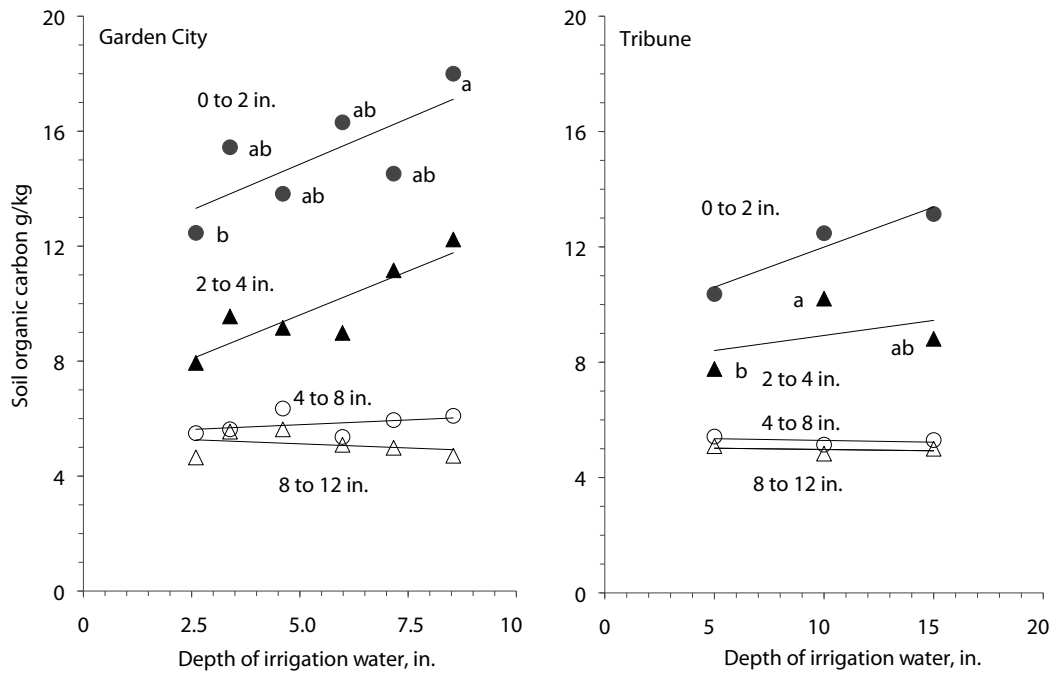 Soil organic carbon g/kg
20
16
12
8
4
0
Garden City
0 to 2 in.
b
ab
ab
ab
ab
a
2 to 4 in.
4 to 8 in.
8 to 12 in.
0
2.5
5.0
7.5
10
Depth of irrigation water, in.
20
16
12
8
4
0
Tribune
0 to 2 in.
a
b
ab
2 to 4 in.
4 to 8 in.
8 to 12 in.
0
5
10
15
20
Depth of irrigation water, in.